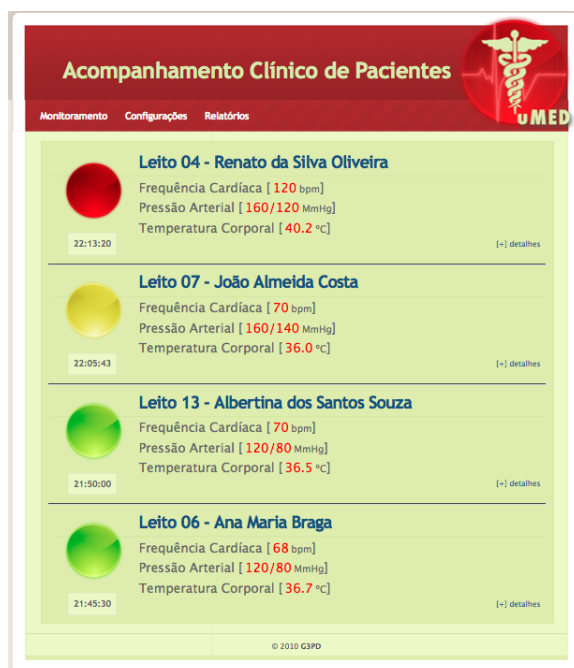 Acompanhamento Clínico de Pacientes
uMED
Monitoramento Configurações Relatórios
Leito 04 - Renato da Silva Oliveira
Frequência Cardíaca [ 120 bpm]
Pressão Arterial [ 160/120 MmHg]
Temperatura Corporal [ 40.2 ºC]
22:13:20 [+] detalhes
Leito 07 - João Almeida Costa
Frequência Cardíaca [ 70 bpm]
Pressão Arterial [ 160/140 MmHg]
Temperatura Corporal [ 36.0 ºC]
22:05:43 [+] detalhes
Leito 13 - Albertina dos Santos Souza
Frequência Cardíaca [ 70 bpm]
Pressão Arterial [ 120/80 MmHg]
Temperatura Corporal [ 36.5 ºC]
21:50:00 [+] detalhes
Leito 06 - Ana Maria Braga
Frequência Cardíaca [ 68 bpm]
Pressão Arterial [ 120/80 MmHg]
Temperatura Corporal [ 36.7 ºC]
21:45:30 [+] detalhes
© 2010 G3PD